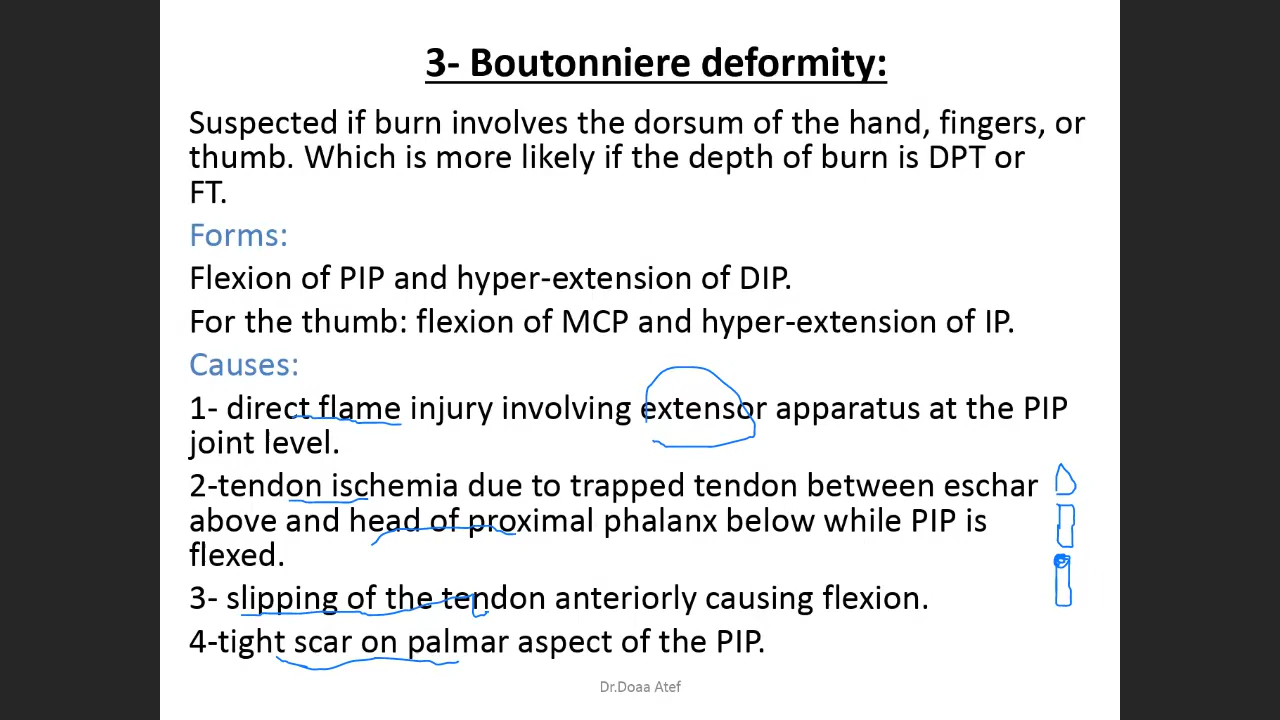 3- Boutonniere deformity:
Suspected if burn involves the dorsum of the hand, fingers, or
thumb. Which is more likely if the depth of burn is DPT or
FT.
Forms:
Flexion of PIP and hyper-extension of DIP.
For the thumb: flexion of MCP and hyper-extension of IP.
Causes:
1- direct flame injury involving extensor apparatus at the PIP
joint level.
2-tendon ischemia due to trapped tendon between eschar
above and head of proximal phalanx below while PIP is
flexed.
3- slipping of the tendon anteriorly causing flexion.
4-tight scar on palmar aspect of the PIP.
Dr.Doaa Atef